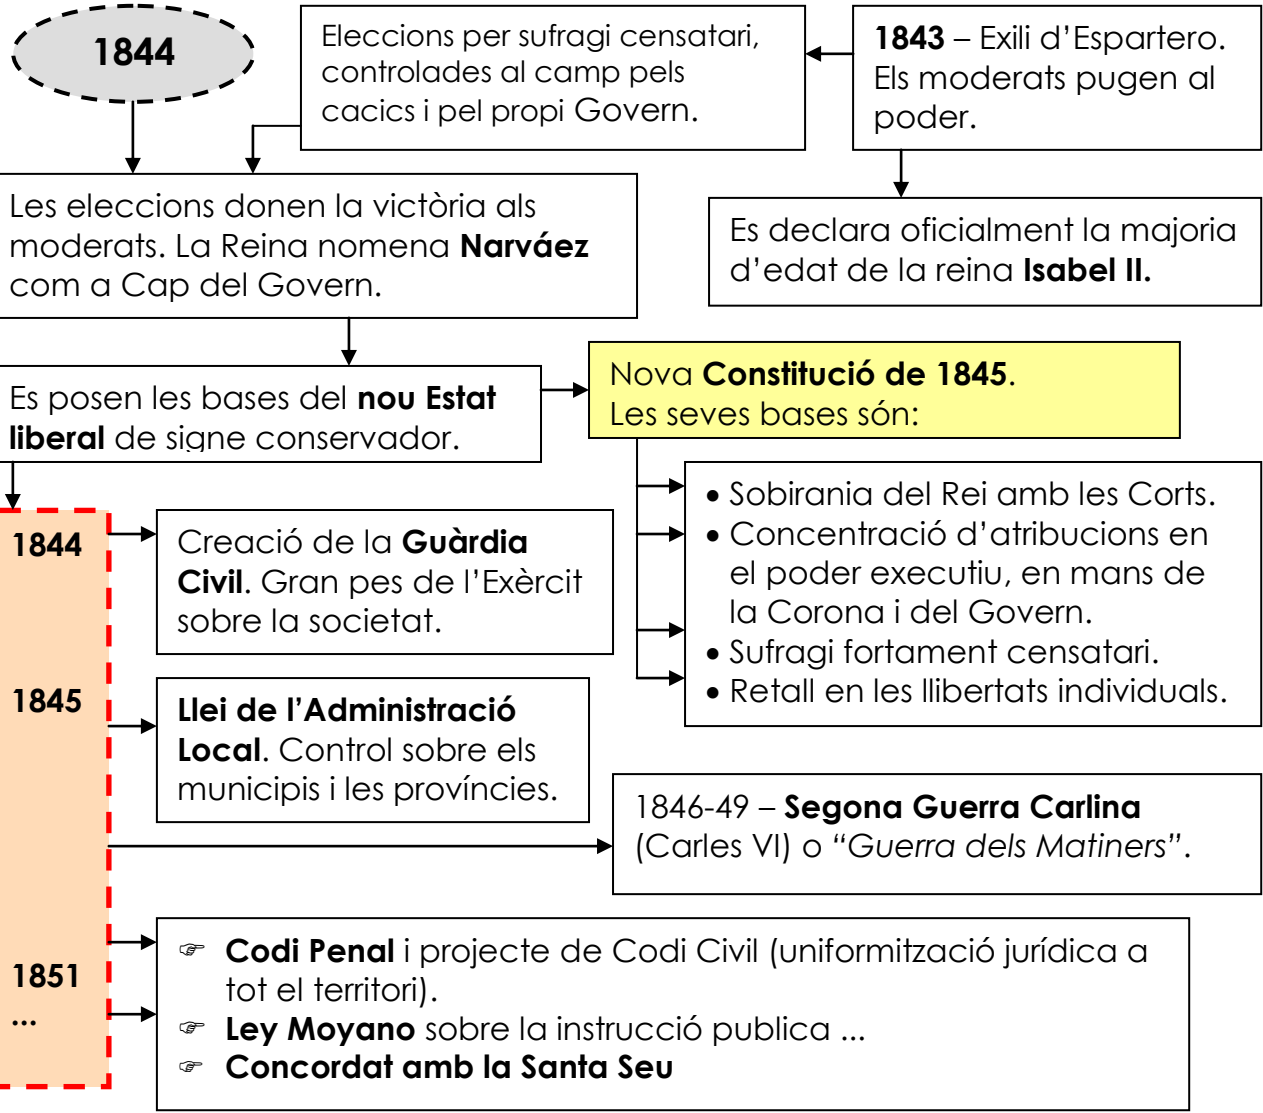 1844
Eleccions per sufragi censatari,
controlades al camp pels
cacics i pel propi Govern.
1843 – Exili d’Espartero.
Els moderats pugen al
poder.
Les eleccions donen la victòria als
moderats. La Reina nomena Narváez
com a Cap del Govern.
Es declara oficialment la majoria
d’edat de la reina Isabel II.
Es posen les bases del nou Estat
liberal de signe conservador.
Nova Constitució de 1845.
Les seves bases són:
• Sobirania del Rei amb les Corts.
• Concentració d’atribucions en
el poder executiu, en mans de
la Corona i del Govern.
• Sufragi fortament censatari.
• Retall en les llibertats individuals.
1844
Creació de la Guàrdia
Civil. Gran pes de l’Exèrcit
sobre la societat.
1845
Llei de l’Administració
Local. Control sobre els
municipis i les províncies.
1846-49 – Segona Guerra Carlina
(Carles VI) o “Guerra dels Matiners”.
1851
...
☞ Codi Penal i projecte de Codi Civil (uniformització jurídica a
tot el territori).
☞ Ley Moyano sobre la instrucció publica ...
☞ Concordat amb la Santa Seu